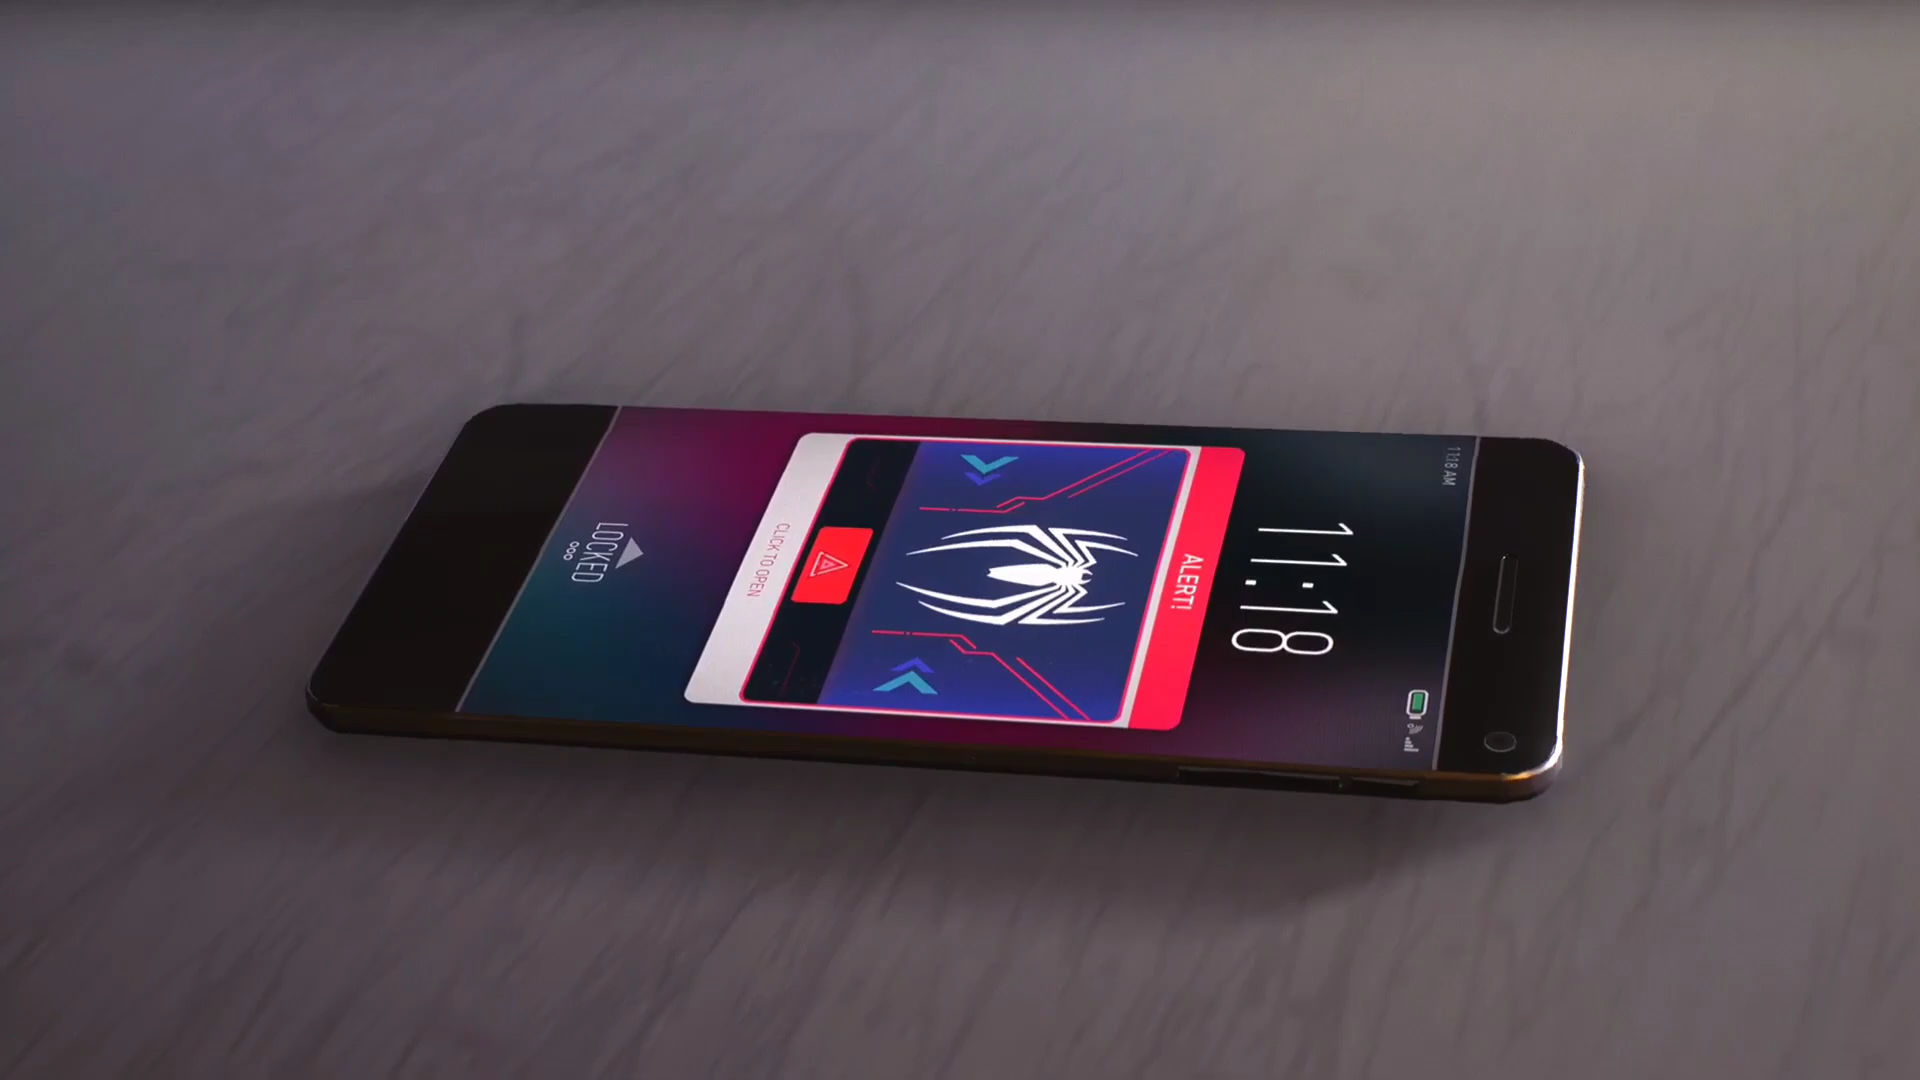 11:18 AM
11:18
ALERT!
CLICK TO OPEN
LOCKED